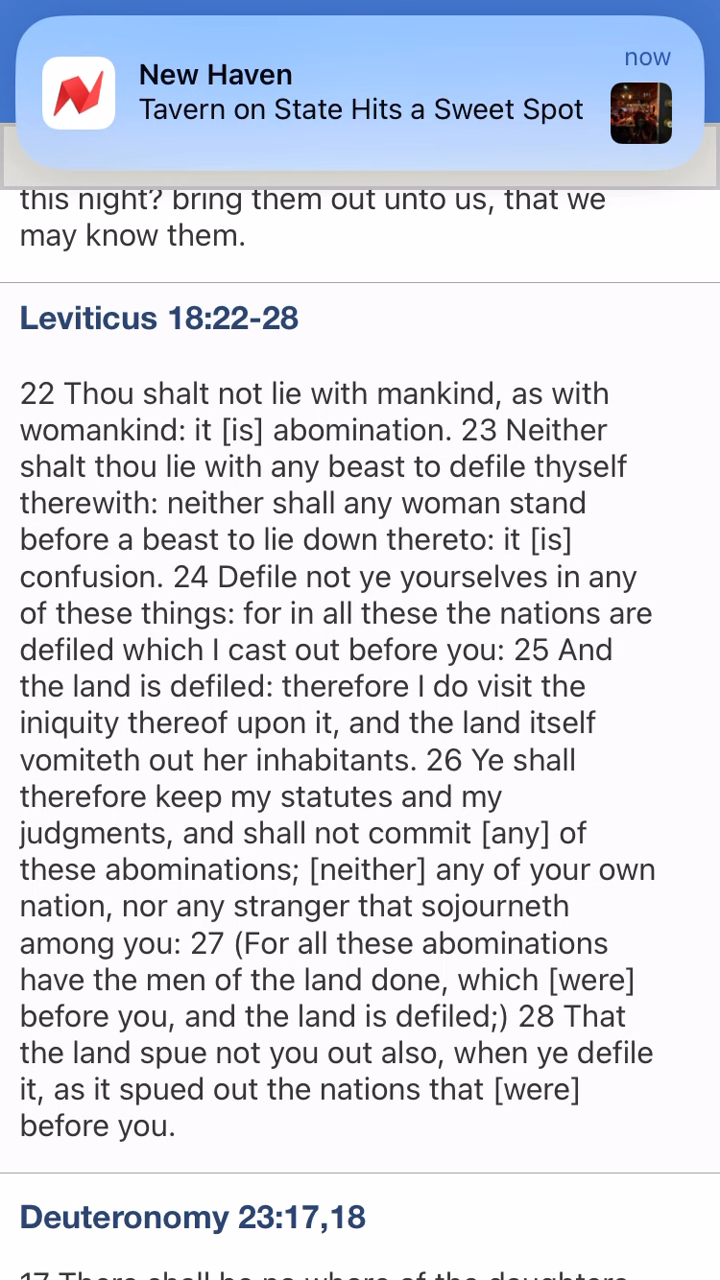 now
New Haven
Tavern on State Hits a Sweet Spot
this night? bring them out unto us, that we
may know them.
Leviticus 18:22-28
22 Thou shalt not lie with mankind, as with
womankind: it [is] abomination. 23 Neither
shalt thou lie with any beast to defile thyself
therewith: neither shall any woman stand
before a beast to lie down thereto: it [is]
confusion. 24 Defile not ye yourselves in any
of these things: for in all these the nations are
defiled which I cast out before you: 25 And
the land is defiled: therefore I do visit the
iniquity thereof upon it, and the land itself
vomiteth out her inhabitants. 26 Ye shall
therefore keep my statutes and my
judgments, and shall not commit [any] of
these abominations; [neither] any of your own
nation, nor any stranger that sojourneth
among you: 27 (For all these abominations
have the men of the land done, which [were]
before you, and the land is defiled;) 28 That
the land spue not you out also, when ye defile
it, as it spued out the nations that [were]
before you.
Deuteronomy 23:17,18
17 There shall be no whore of the daughters